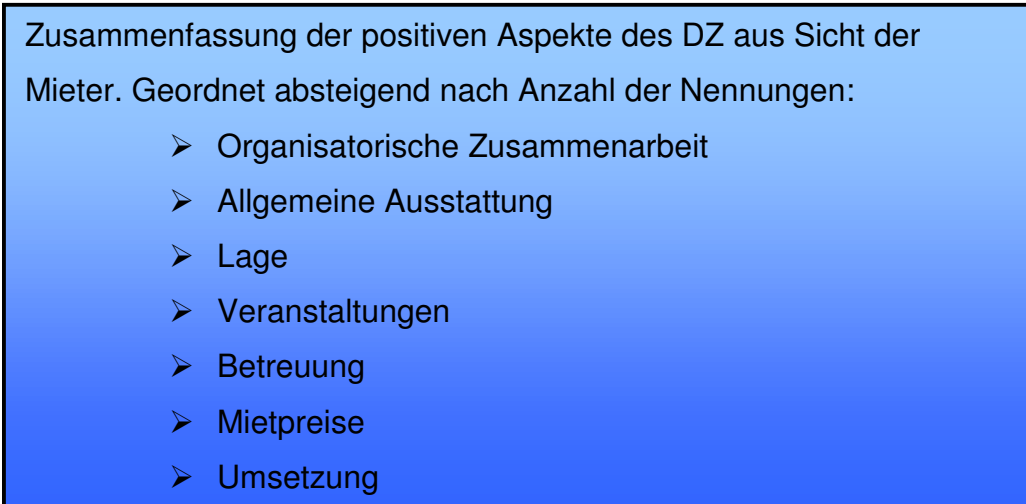 Zusammenfassung der positiven Aspekte des DZ aus Sicht der
Mieter. Geordnet absteigend nach Anzahl der Nennungen:
➢ Organisatorische Zusammenarbeit
➢ Allgemeine Ausstattung
➢ Lage
➢ Veranstaltungen
➢ Betreuung
➢ Mietpreise
➢ Umsetzung